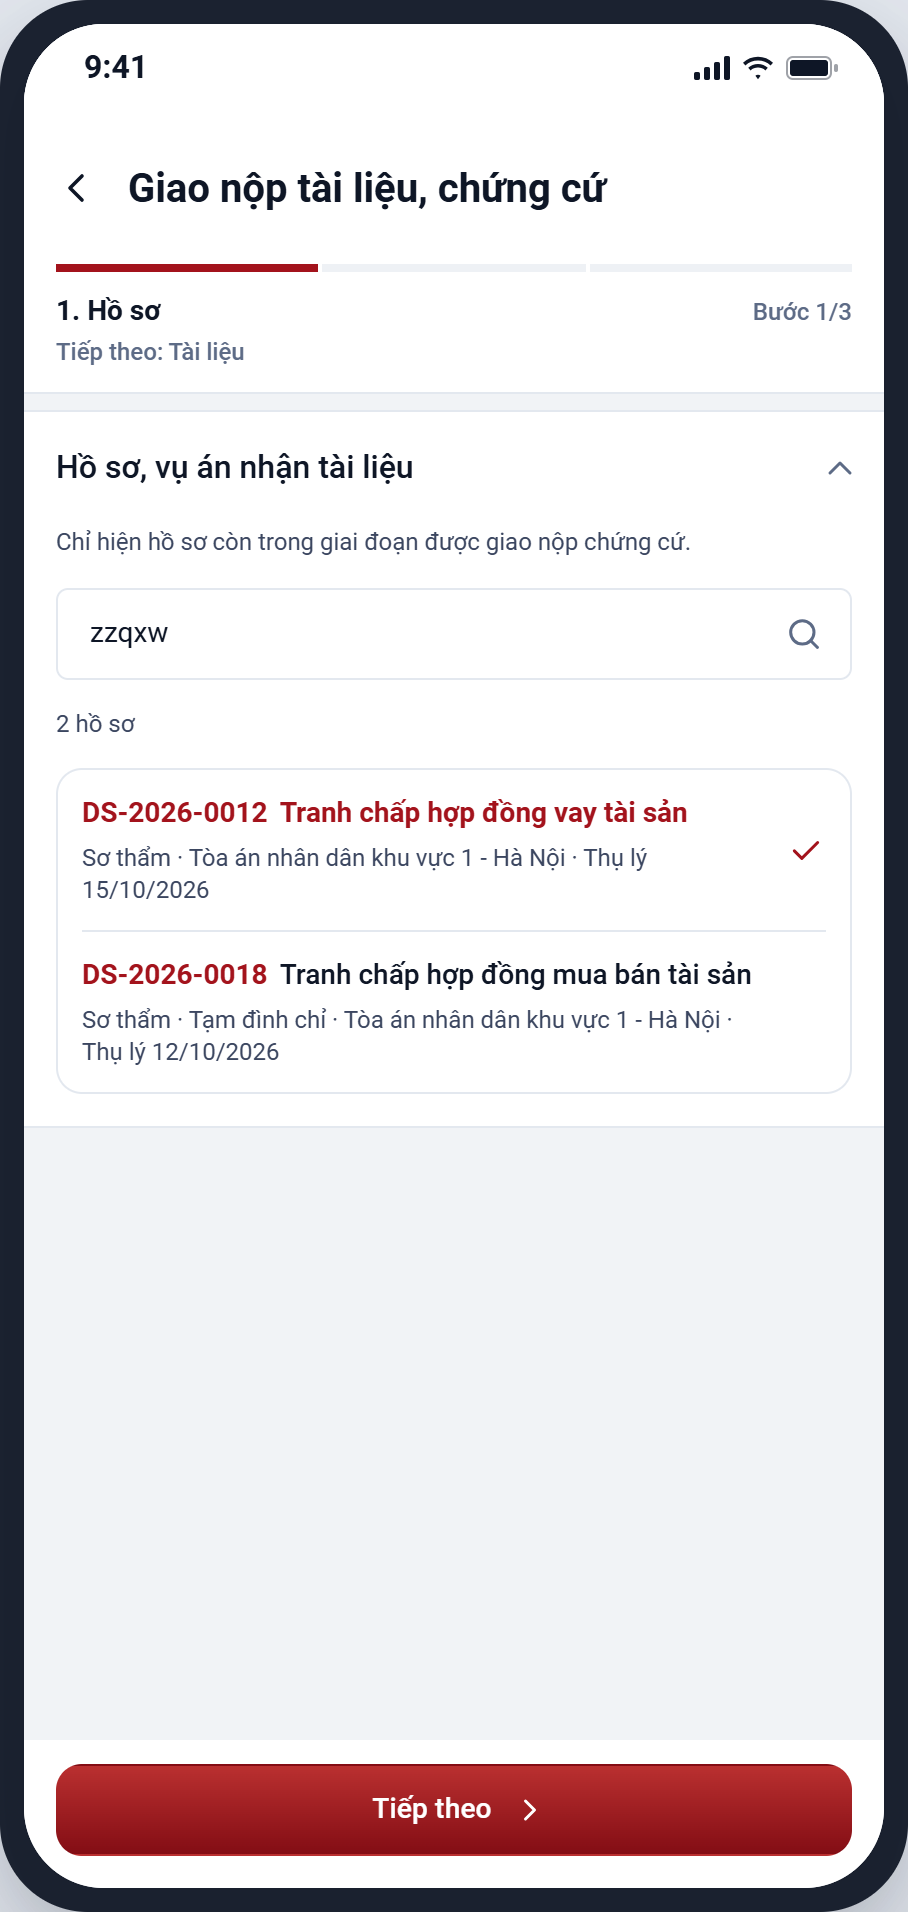 9:41
Giao nộp tài liệu, chứng cứ
1. Hồ sơ
Bước 1/3
Tiếp theo: Tài liệu
Hồ sơ, vụ án nhận tài liệu
Chỉ hiện hồ sơ còn trong giai đoạn được giao nộp chứng cứ.
zzqxw
2 hồ sơ
DS-2026-0012 Tranh chấp hợp đồng vay tài sản
Sơ thẩm · Tòa án nhân dân khu vực 1 - Hà Nội · Thụ lý
15/10/2026
DS-2026-0018 Tranh chấp hợp đồng mua bán tài sản
Sơ thẩm · Tạm đình chỉ · Tòa án nhân dân khu vực 1 - Hà Nội ·
Thụ lý 12/10/2026
Tiếp theo